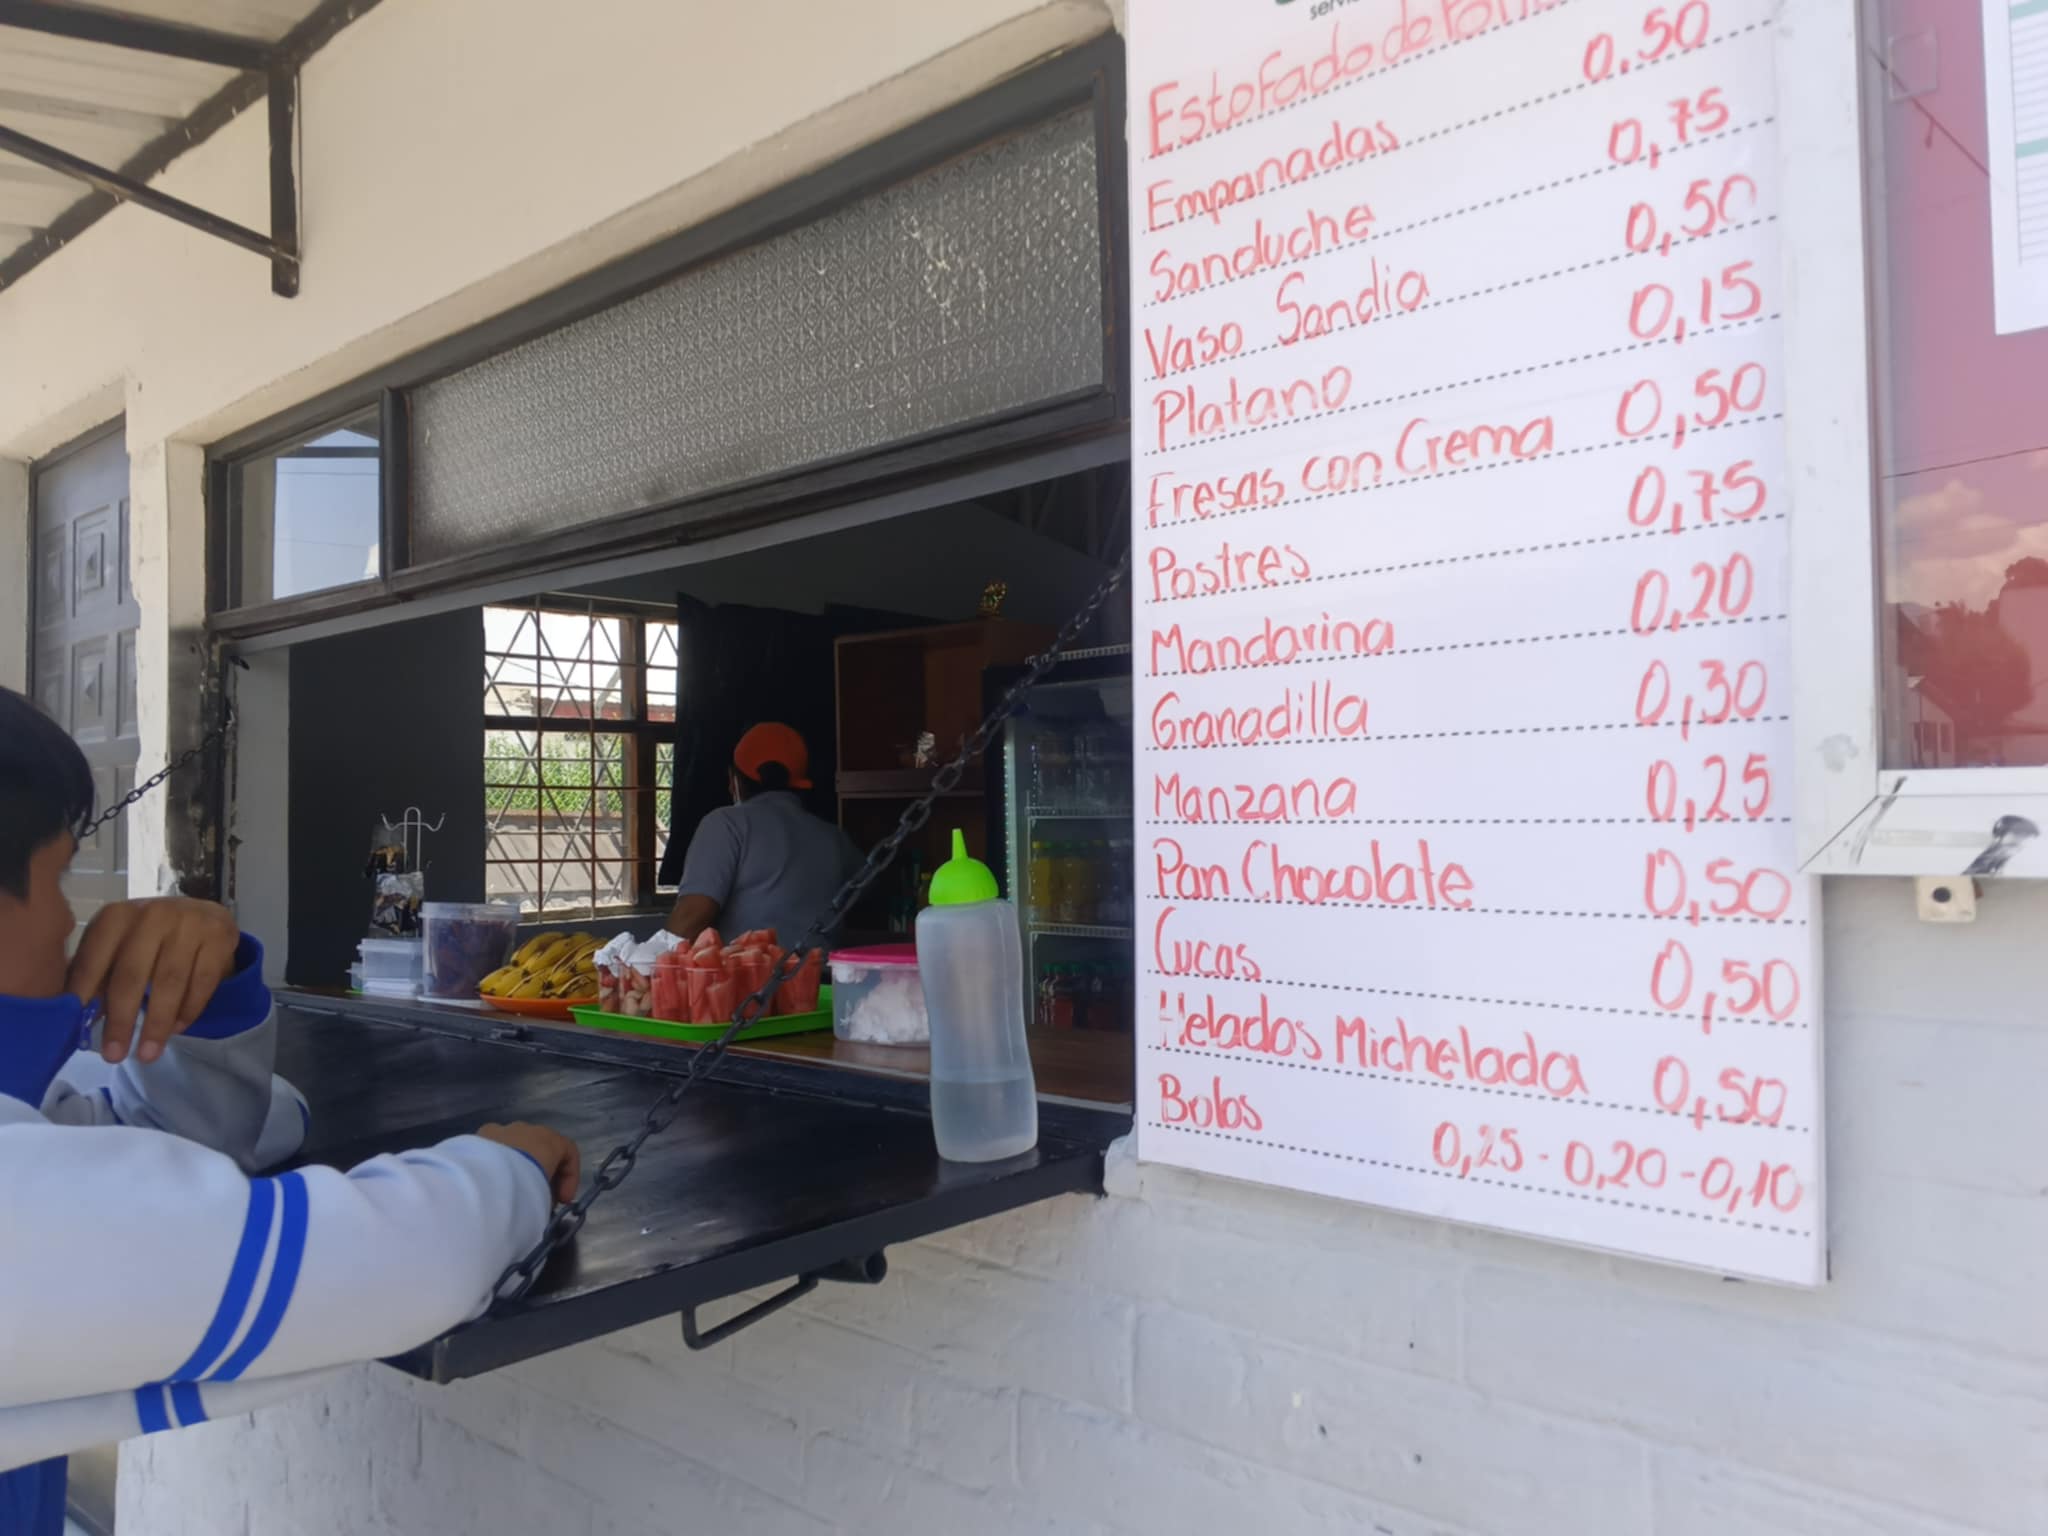 Estofado de
Empanadas 0.50
Sanduche 0,75
Vaso Sandia 0,50
Platano 0,15
Fresas con Crema 0,50
Postres 0,75
Mandarina 0,20
Granadilla 0,30
Manzana 0,25
Pan Chocolate 0,50
Cucas 0,50
Helados Michelada 0,50
Bolos 0,25 - 0,20 - 0,10